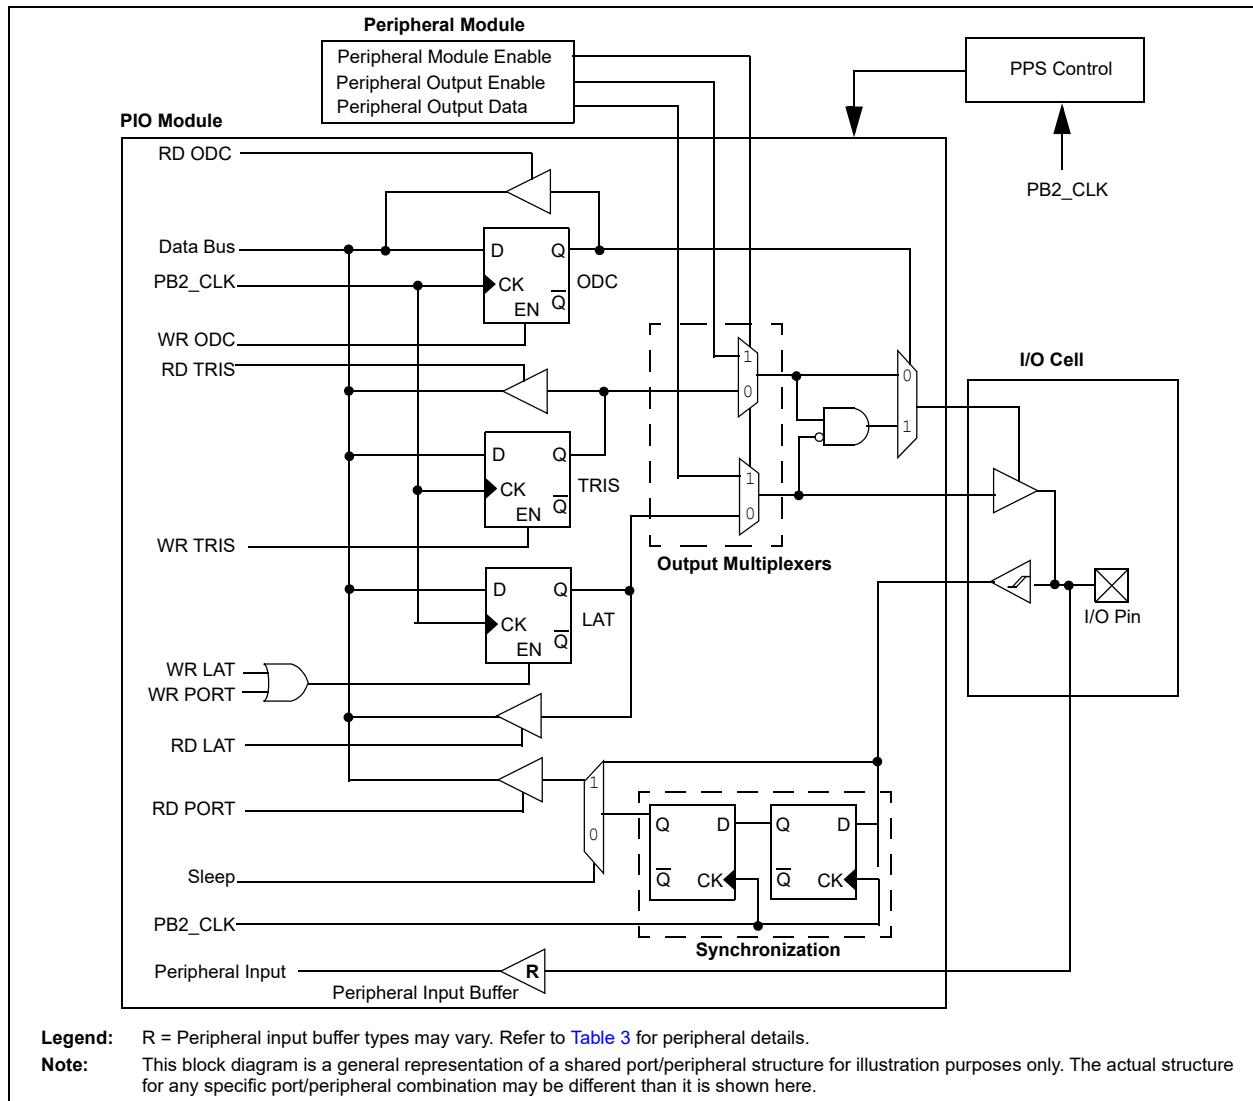 Peripheral Module
Peripheral Module Enable
Peripheral Output Enable
Peripheral Output Data
PPS Control
PB2_CLK
PIO Module
RD ODC
Data Bus
D
Q
PB2_CLK
CK
ODC
EN
Q
WR ODC
RD TRIS
1
0
I/O Cell
0
1
D
Q
CK
TRIS
EN
Q
1
0
WR TRIS
Output Multiplexers
D
Q
CK
LAT
EN
Q
I/O Pin
WR LAT
WR PORT
RD LAT
1
RD PORT
0
Q
D
Q
D
Sleep
Q
CK
Q
CK
PB2_CLK
Synchronization
Peripheral Input
R
Peripheral Input Buffer
Legend: R = Peripheral input buffer types may vary. Refer to Table 3 for peripheral details.
Note: This block diagram is a general representation of a shared port/peripheral structure for illustration purposes only. The actual structure
for any specific port/peripheral combination may be different than it is shown here.